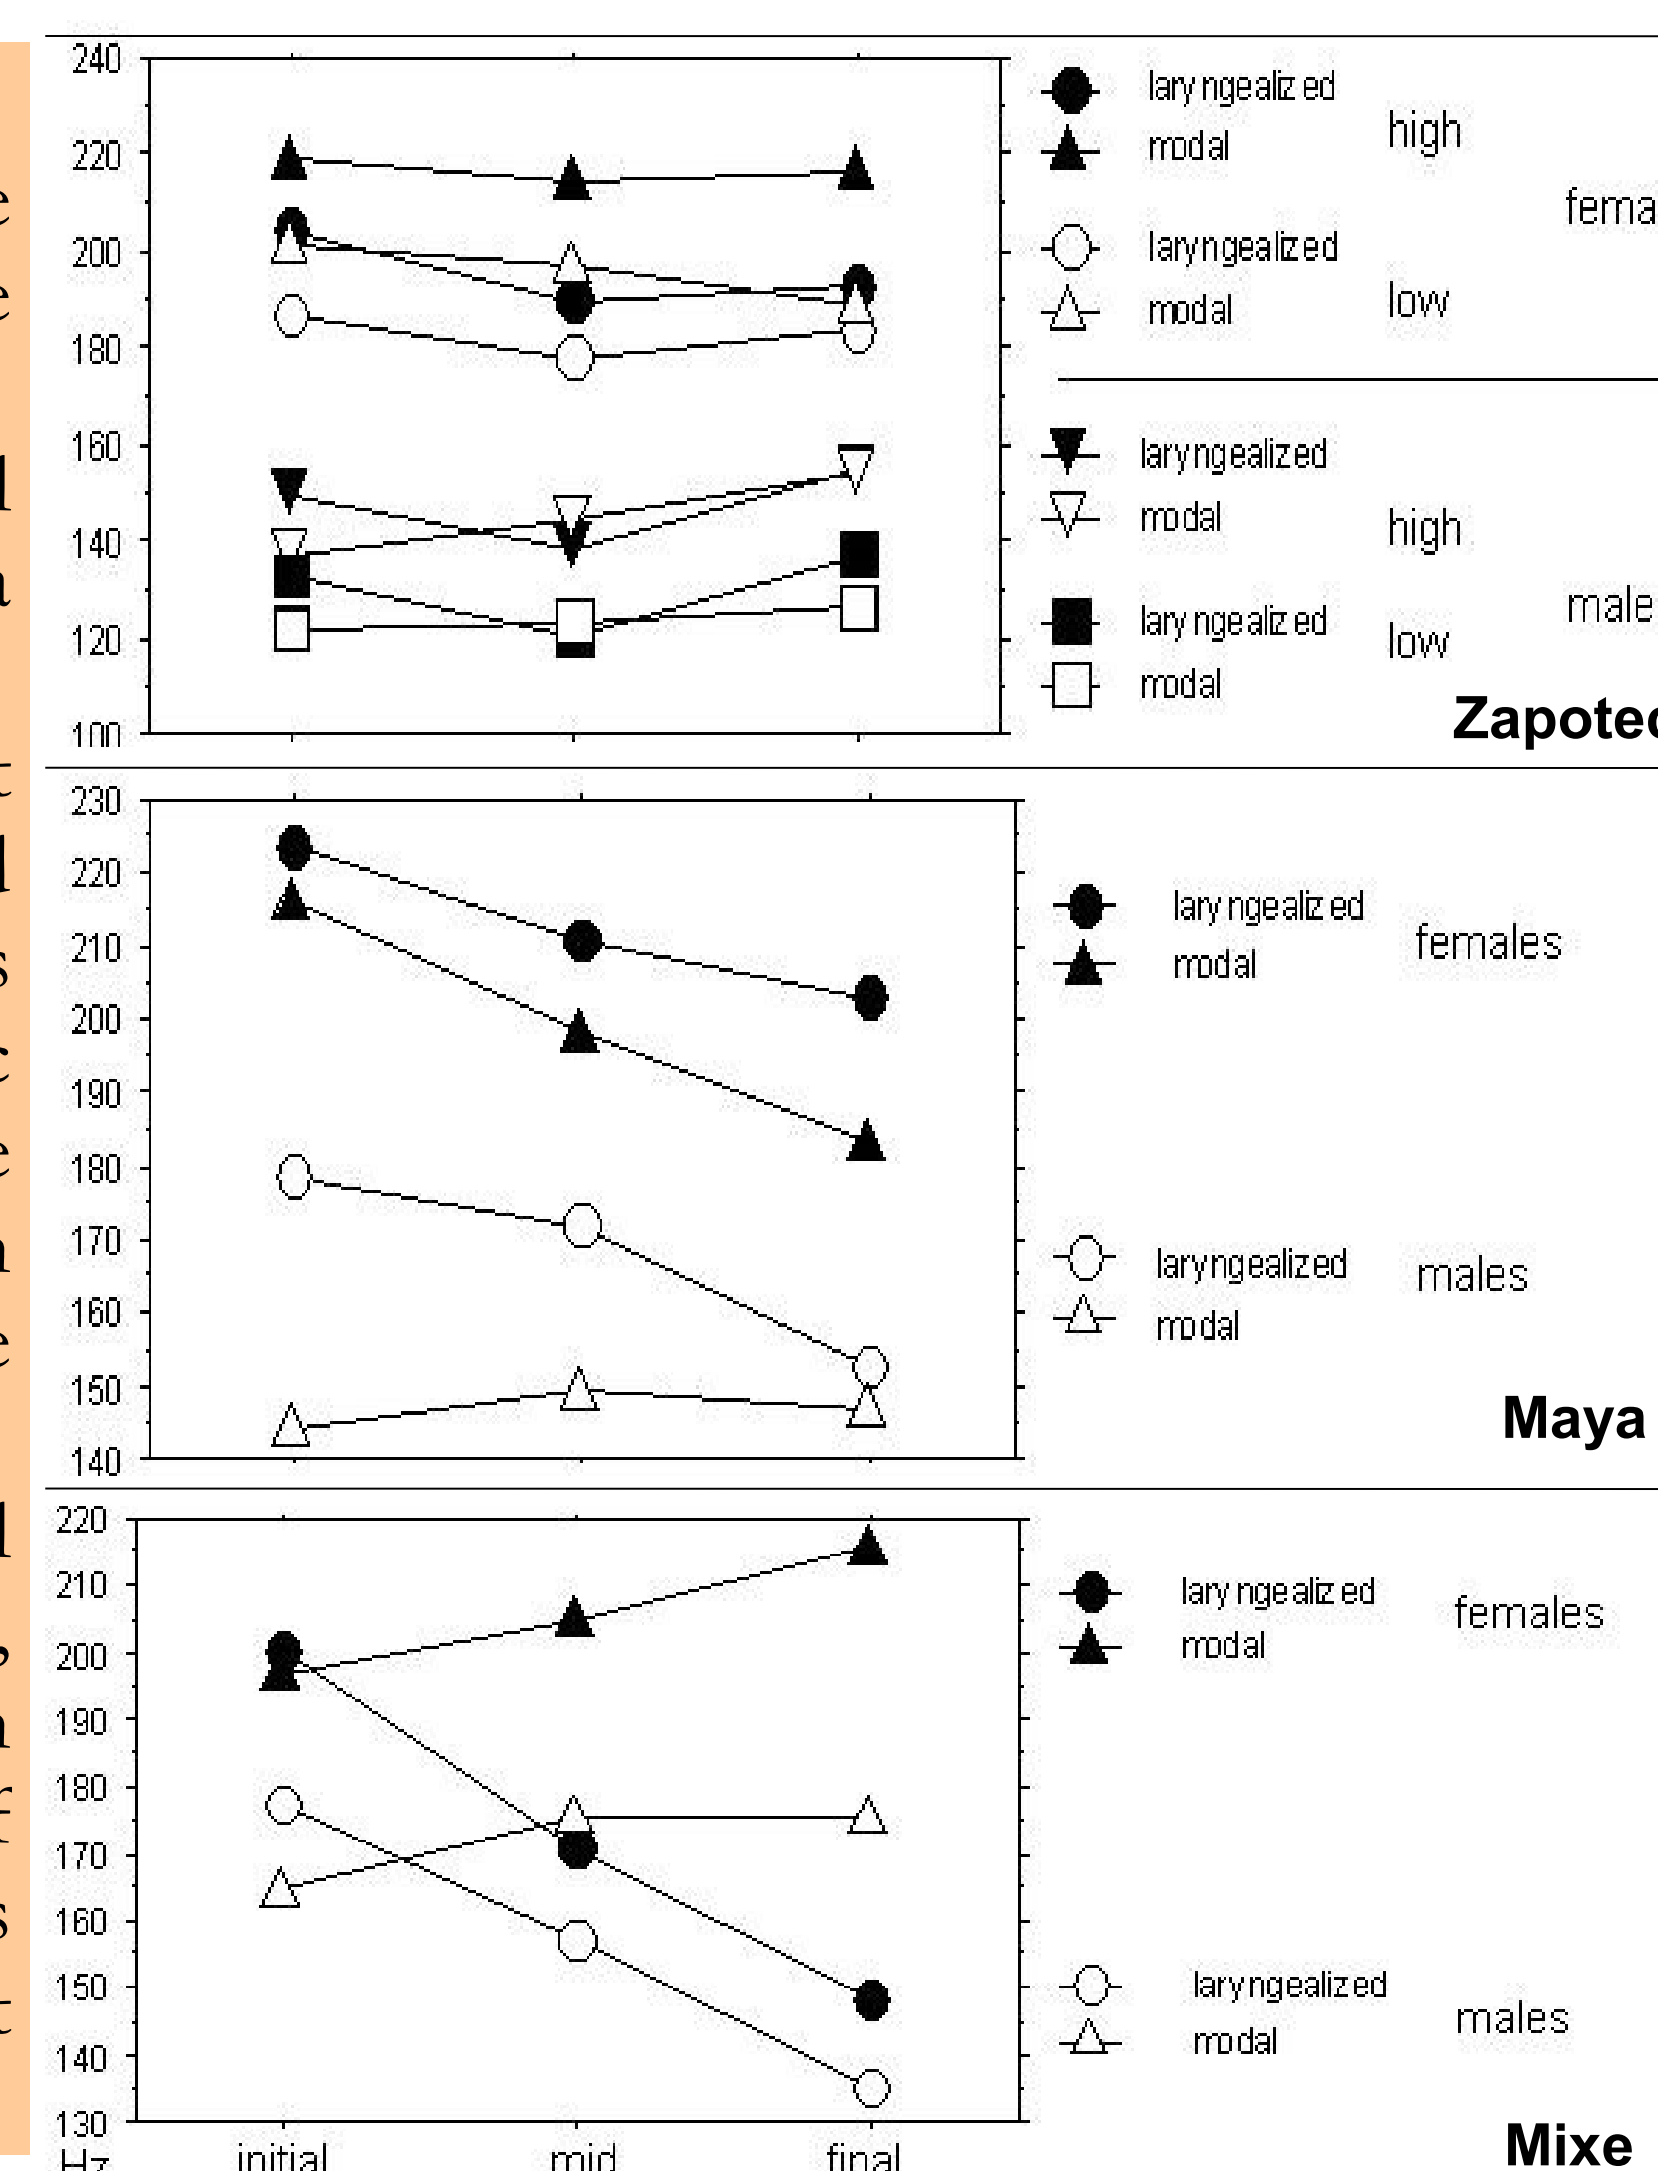 240
220
200
180
160
140
120
100
laryngealized
modal
high
laryngealized
modal
low
laryngealized
modal
high
laryngealized
modal
low
male
Zapotec
230
220
210
200
190
180
170
160
150
140
laryngealized
modal
females
laryngealized
modal
males
Maya
220
210
200
190
180
170
160
150
140
130
Hz
initial
mid
final
laryngealized
modal
females
laryngealized
modal
males
Mixe